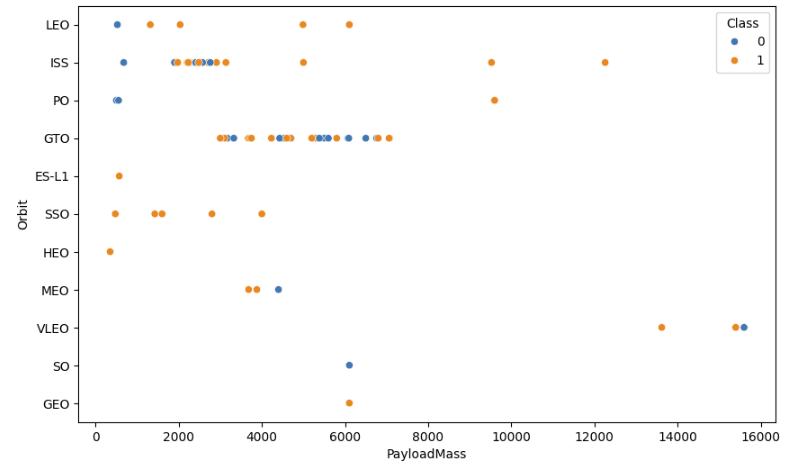 Class
0
1
Orbit
LEO
ISS
PO
GTO
ES-L1
SSO
HEO
MEO
VLEO
SO
GEO
0 2000 4000 6000 8000 10000 12000 14000 16000
PayloadMass